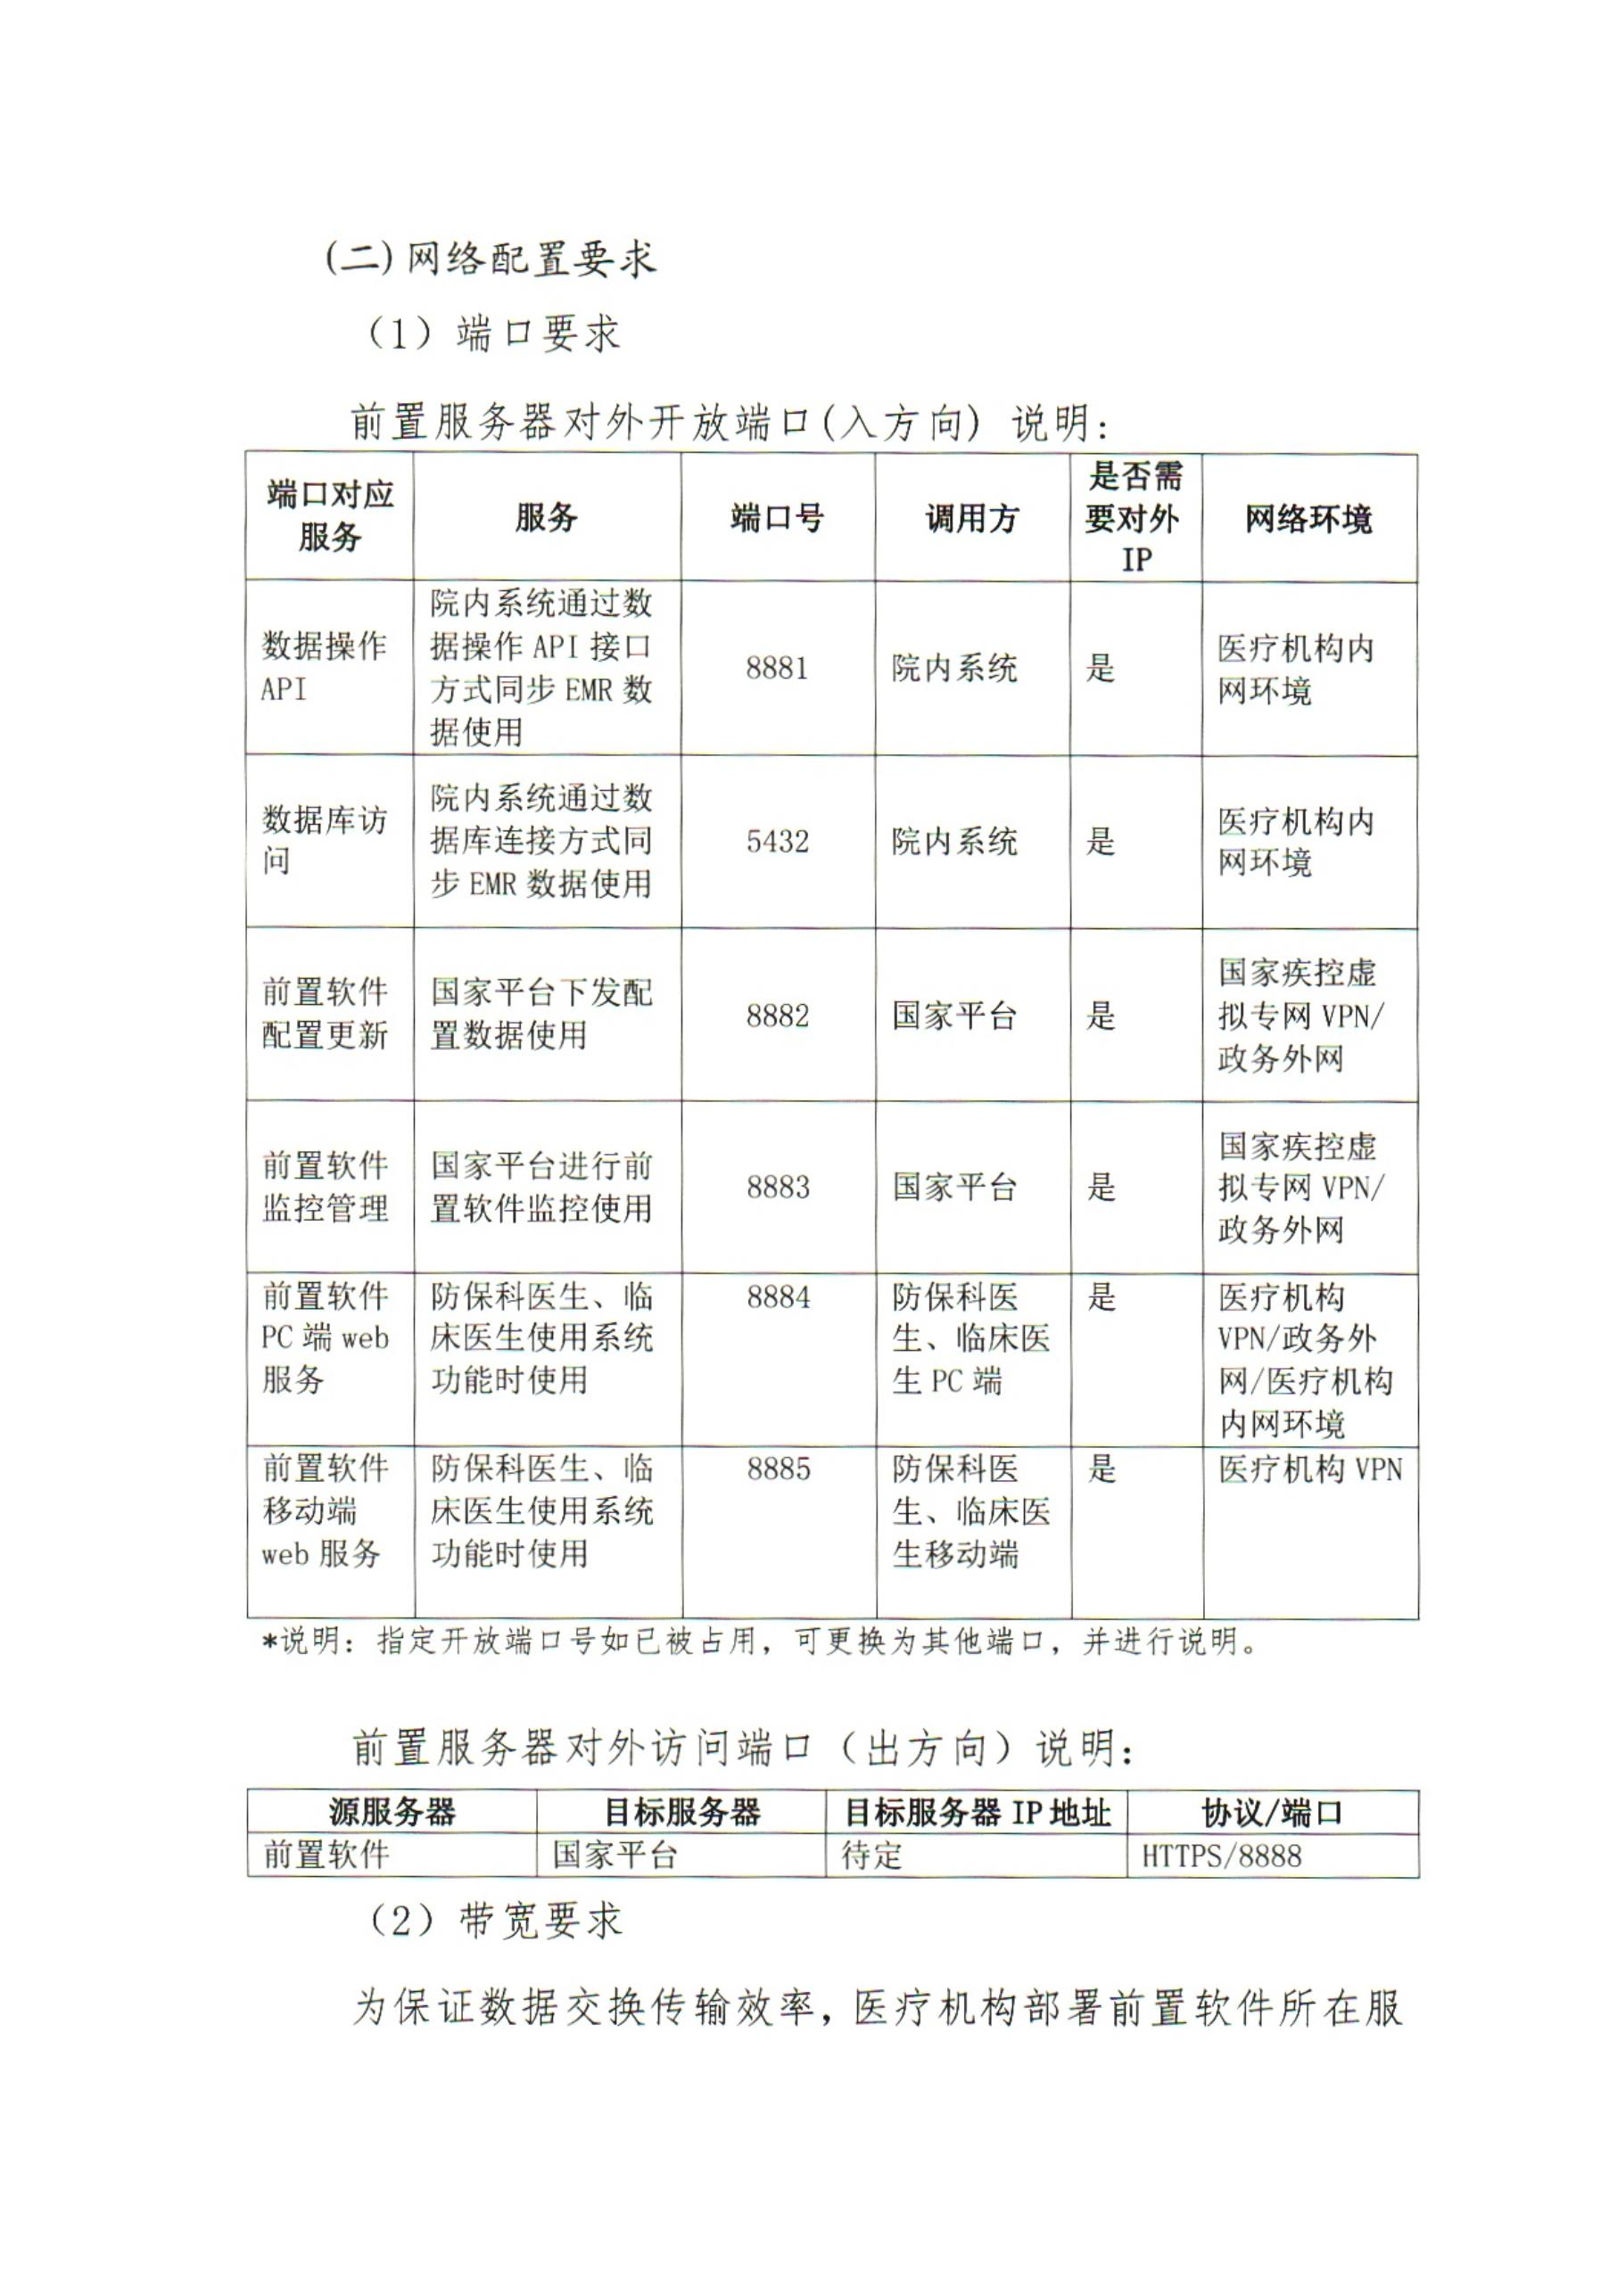 (二)网络配置要求
（1）端口要求
前置服务器对外开放端口(入方向) 说明:
端口对应
服务
服务
端口号
调用方
是否需
要对外
IP
网络环境
数据操作
API
院内系统通过数
据操作 API 接口
方式同步 EMR 数
据使用
8881
院内系统
是
医疗机构内
网环境
数据库访
问
院内系统通过数
据库连接方式同
步 EMR 数据使用
5432
院内系统
是
医疗机构内
网环境
前置软件
配置更新
国家平台下发配
置数据使用
8882
国家平台
是
国家疾控虚
拟专网 VPN/
政务外网
前置软件
监控管理
国家平台进行前
置软件监控使用
8883
国家平台
是
国家疾控虚
拟专网 VPN/
政务外网
前置软件
PC 端 web
服务
防保科医生、临
床医生使用系统
功能时使用
8884
防保科医
生、临床医
生 PC 端
是
医疗机构
VPN/政务外
网/医疗机构
内网环境
前置软件
移动端
web 服务
防保科医生、临
床医生使用系统
功能时使用
8885
防保科医
生、临床医
生移动端
是
医疗机构 VPN
*说明：指定开放端口号如已被占用，可更换为其他端口，并进行说明。
前置服务器对外访问端口（出方向）说明:
源服务器
目标服务器
目标服务器 IP 地址
协议/端口
前置软件
国家平台
待定
HTTPS/8888
（2）带宽要求
为保证数据交换传输效率，医疗机构部署前置软件所在服